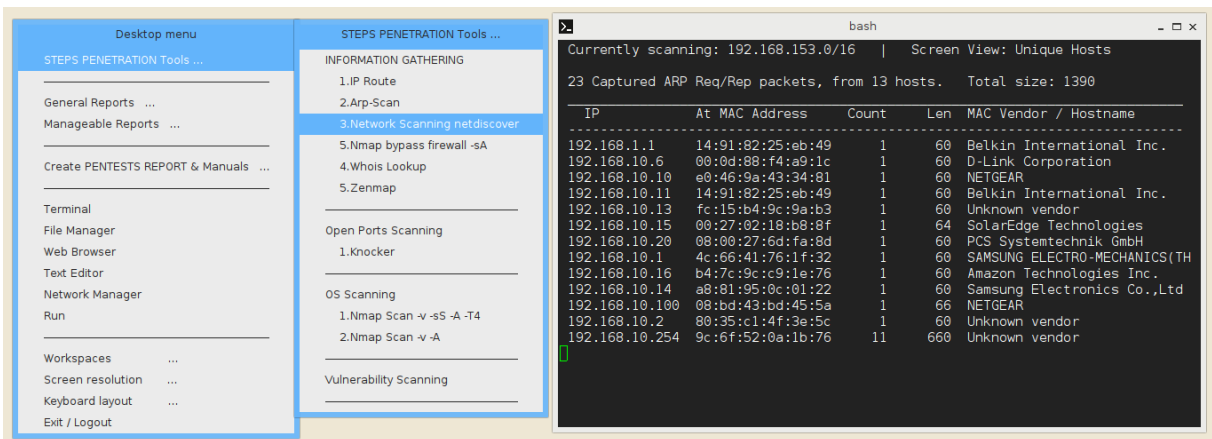 Desktop menu
STEPS PENETRATION Tools ...
General Reports ...
Manageable Reports ...
Create PENTESTS REPORT & Manuals ...
Terminal
File Manager
Web Browser
Text Editor
Network Manager
Run
Workspaces ...
Screen resolution ...
Keyboard layout ...
Exit / Logout
STEPS PENETRATION Tools ...
INFORMATION GATHERING
1.IP Route
2.Arp-Scan
3.Network Scanning netdiscover
5.Nmap bypass firewall -sA
4.Whois Lookup
5.Zenmap
Open Ports Scanning
1.Knocker
OS Scanning
1.Nmap Scan -v -sS -A -T4
2.Nmap Scan -v -A
Vulnerability Scanning
bash
Currently scanning: 192.168.153.0/16 | Screen View: Unique Hosts
23 Captured ARP Req/Rep packets, from 13 hosts. Total size: 1390
IP At MAC Address Count Len MAC Vendor / Hostname
192.168.1.1 14:91:82:25:eb:49 1 60 Belkin International Inc.
192.168.10.6 00:0d:88:f4:a9:1c 1 60 D-Link Corporation
192.168.10.10 e0:46:9a:43:34:81 1 60 NETGEAR
192.168.10.11 14:91:82:25:eb:49 1 60 Belkin International Inc.
192.168.10.13 fc:15:b4:9c:9a:b3 1 60 Unknown vendor
192.168.10.15 00:27:02:18:b8:8f 1 64 SolarEdge Technologies
192.168.10.20 08:00:27:6d:fa:8d 1 60 PCS Systemtechnik GmbH
192.168.10.1 4c:66:41:76:1f:32 1 60 SAMSUNG ELECTRO-MECHANICS(TH
192.168.10.16 b4:7c:9c:c9:1e:76 1 60 Amazon Technologies Inc.
192.168.10.14 a8:81:95:0c:01:22 1 60 Samsung Electronics Co.,Ltd
192.168.10.100 08:bd:43:bd:45:5a 1 66 NETGEAR
192.168.10.2 80:35:c1:4f:3e:5c 1 60 Unknown vendor
192.168.10.254 9c:6f:52:0a:1b:76 11 660 Unknown vendor